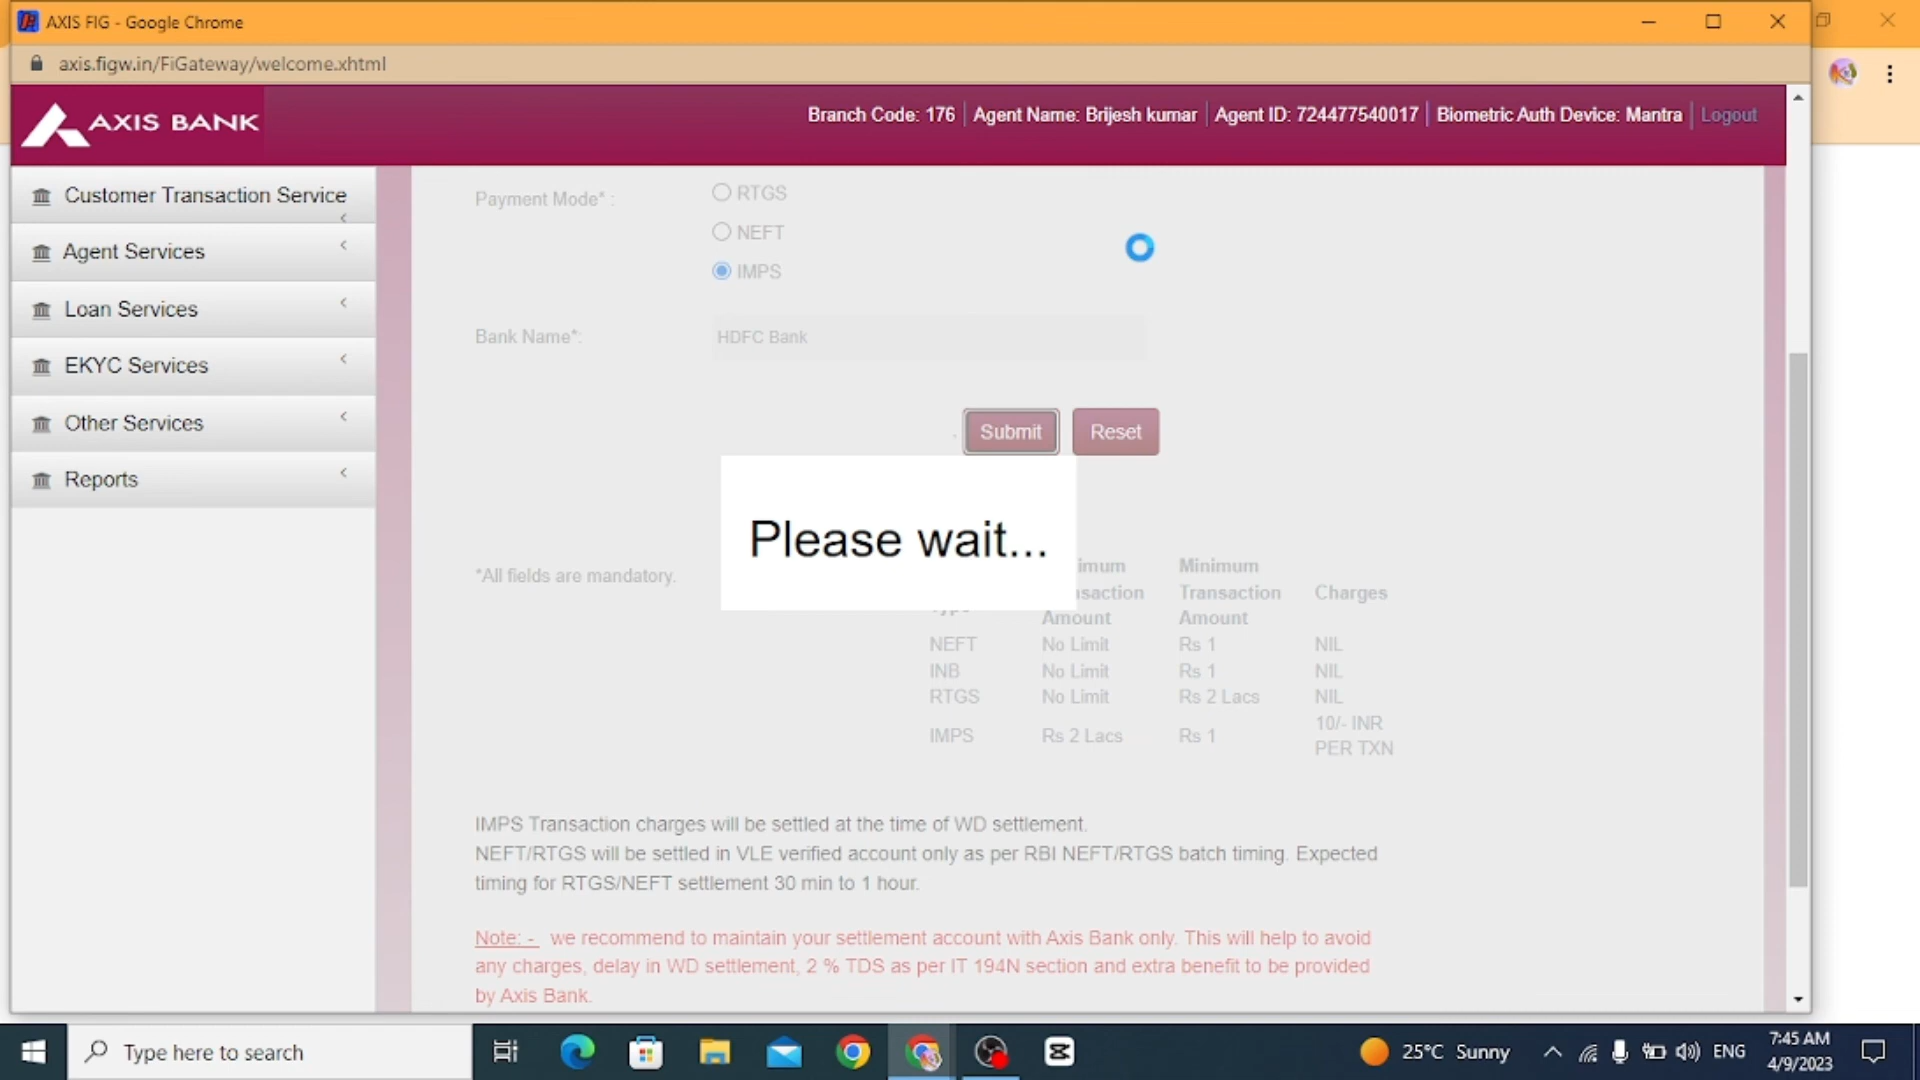 AXIS FIG - Google Chrome
axis.figw.in/FiGateway/welcome.xhtml
AXIS BANK
Branch Code: 176 | Agent Name: Brijesh kumar | Agent ID: 724477540017 | Biometric Auth Device: Mantra | Logout
Customer Transaction Service
Agent Services
Loan Services
EKYC Services
Other Services
Reports
Payment Mode* :
RTGS
NEFT
IMPS
Bank Name*:
HDFC Bank
Submit
Reset
Please wait...
*All fields are mandatory.
Minimum
Transaction
Charges
Amount
Amount
NEFT No Limit Rs 1 NIL
INB No Limit Rs 1 NIL
RTGS No Limit Rs 2 Lacs NIL
IMPS Rs 2 Lacs Rs 1 10/- INR
PER TXN
IMPS Transaction charges will be settled at the time of WD settlement.
NEFT/RTGS will be settled in VLE verified account only as per RBI NEFT/RTGS batch timing. Expected
timing for RTGS/NEFT settlement 30 min to 1 hour.
Note: - we recommend to maintain your settlement account with Axis Bank only. This will help to avoid
any charges, delay in WD settlement, 2 % TDS as per IT 194N section and extra benefit to be provided
by Axis Bank.
Type here to search
25°C Sunny
ENG
7:45 AM
4/9/2023